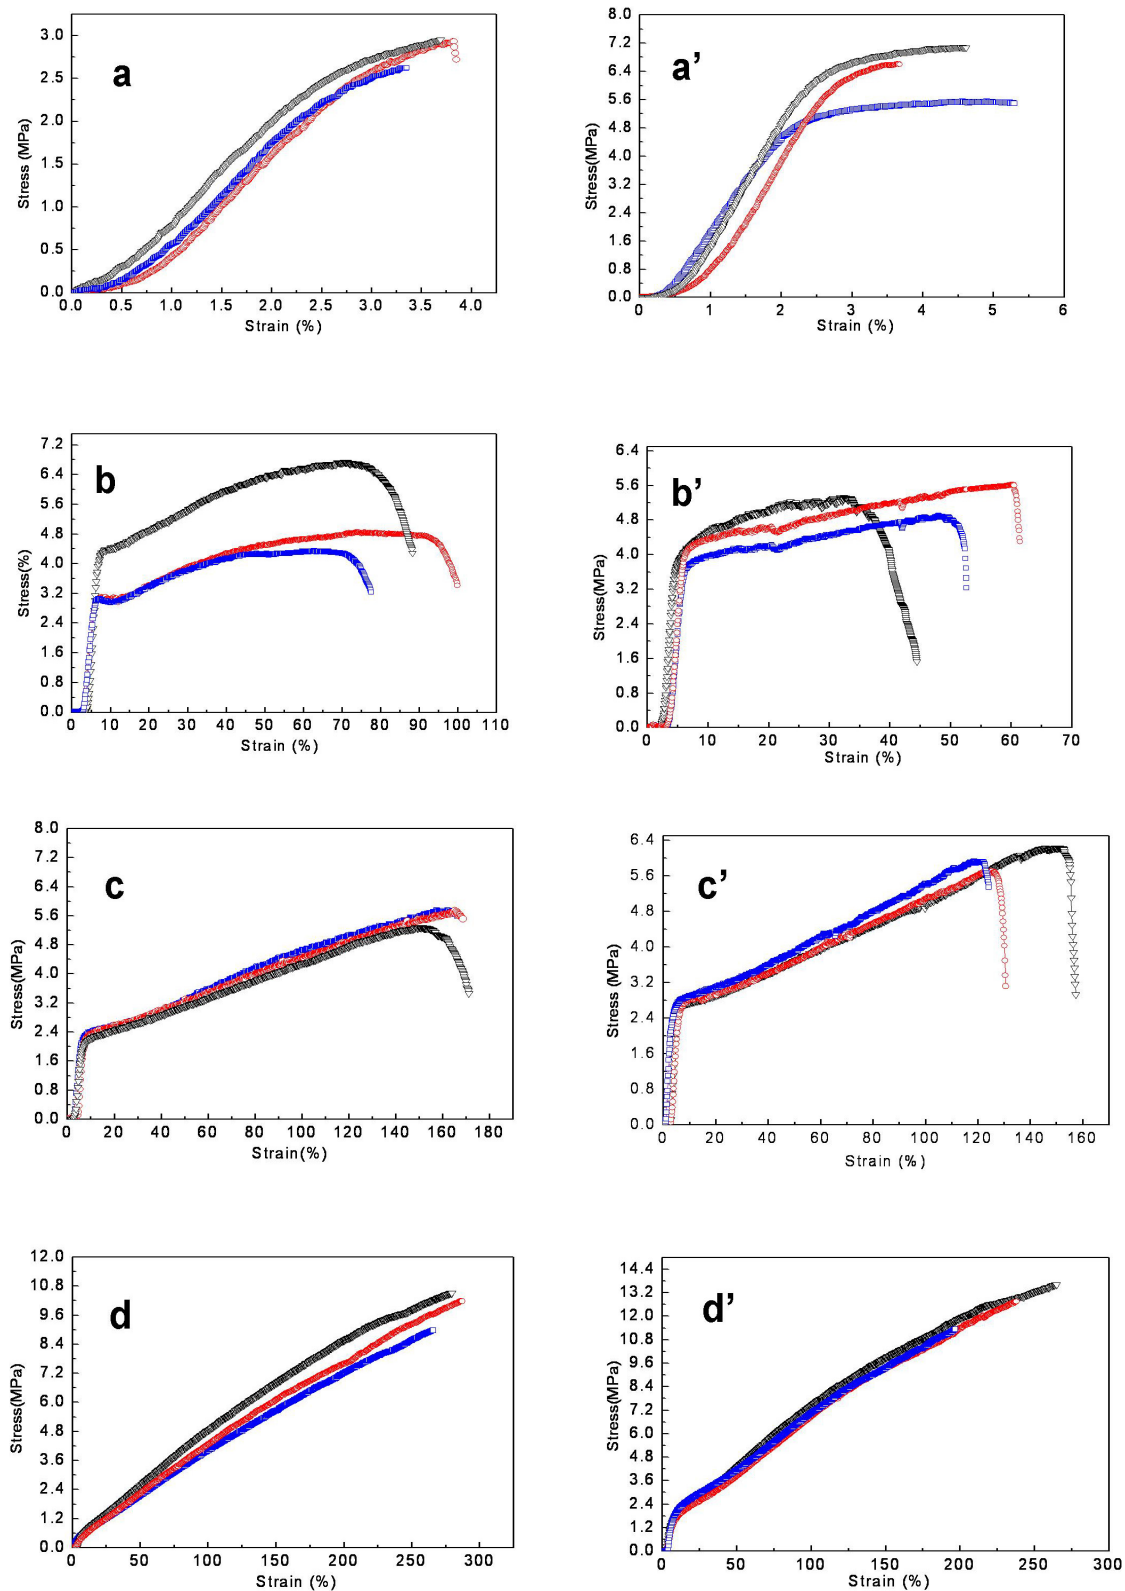 a
Stress (MPa)
3.0
2.5
2.0
1.5
1.0
0.5
0.0
0.0 0.5 1.0 1.5 2.0 2.5 3.0 3.5 4.0
Strain (%)
a’
Stress(MPa)
8.0
7.2
6.4
5.6
4.8
4.0
3.2
2.4
1.6
0.8
0.0
0 1 2 3 4 5 6
Strain (%)
b
Stress(%)
7.2
6.4
5.6
4.8
4.0
3.2
2.4
1.6
0.8
0.0
0 10 20 30 40 50 60 70 80 90 100 110
Strain (%)
b’
Stress(MPa)
6.4
5.6
4.8
4.0
3.2
2.4
1.6
0.8
0.0
0 10 20 30 40 50 60 70
Strain (%)
c
Stress(MPa)
8.0
7.2
6.4
5.6
4.8
4.0
3.2
2.4
1.6
0.8
0.0
0 20 40 60 80 100 120 140 160 180
Strain(%)
c’
Stress (MPa)
6.4
5.6
4.8
4.0
3.2
2.4
1.6
0.8
0.0
0 20 40 60 80 100 120 140 160
Strain (%)
d
Stress(MPa)
12.0
10.8
9.6
8.4
7.2
6.0
4.8
3.6
2.4
1.2
0.0
0 50 100 150 200 250 300
Strain (%)
d’
Stress(MPa)
14.4
13.2
12.0
10.8
9.6
8.4
7.2
6.0
4.8
3.6
2.4
1.2
0.0
0 50 100 150 200 250 300
Strain (%)